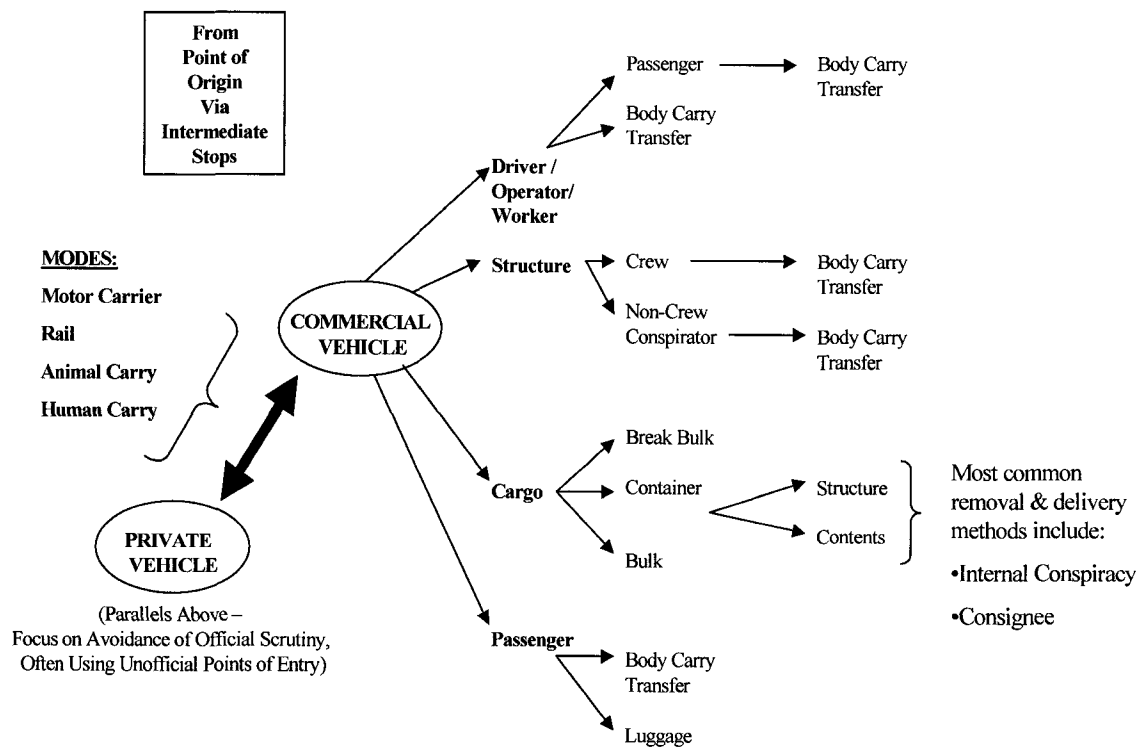 From
Point of
Origin
Via
Intermediate
Stops
MODES:
Motor Carrier
Rail
Animal Carry
Human Carry
COMMERCIAL
VEHICLE
PRIVATE
VEHICLE
(Parallels Above –
Focus on Avoidance of Official Scrutiny,
Often Using Unofficial Points of Entry)
Driver /
Operator/
Worker
Passenger
Body Carry
Transfer
Body Carry
Transfer
Structure
Crew
Body Carry
Transfer
Non-Crew
Conspirator
Body Carry
Transfer
Cargo
Break Bulk
Container
Bulk
Structure
Contents
Most common
removal & delivery
methods include:
•Internal Conspiracy
•Consignee
Passenger
Body Carry
Transfer
Luggage